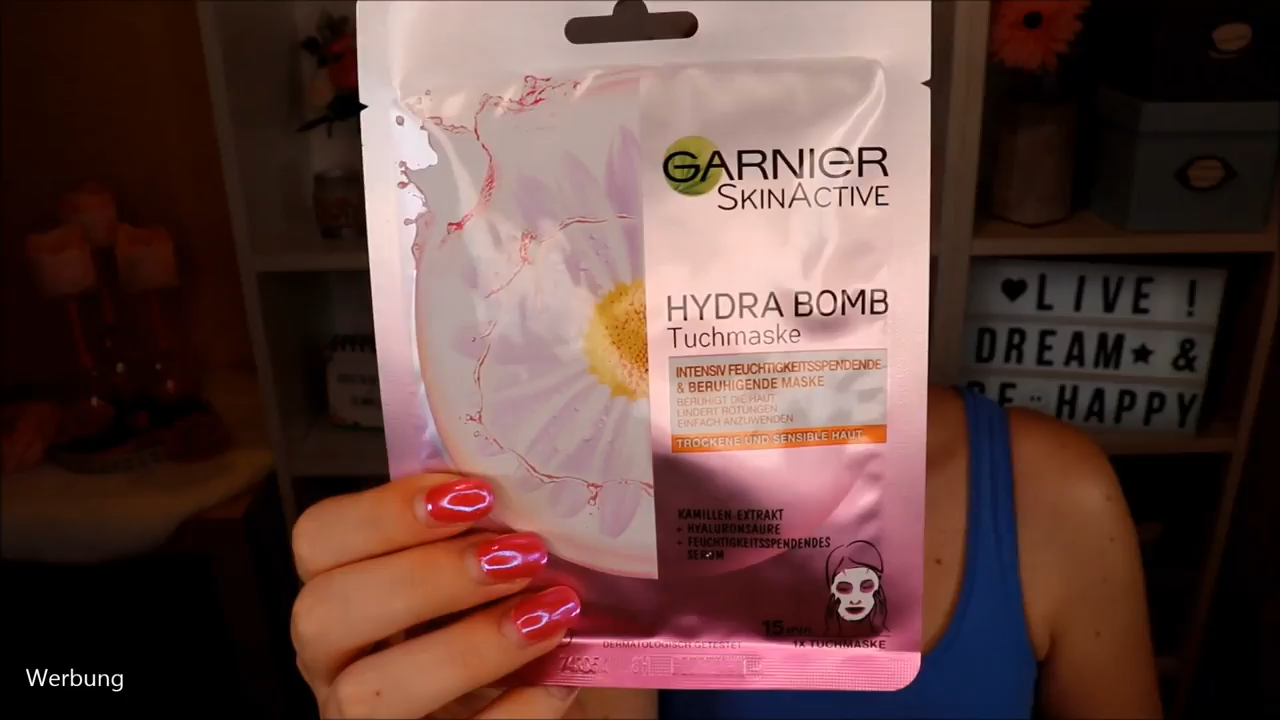 GARNIER
SKINACTIVE
HYDRA BOMB
Tuchmaske
INTENSIV FEUCHTIGKEITSSPENDENDE
& BERUHIGENDE MASKE
BERUHIGT DIE HAUT
LINDERT RÖTUNGEN
EINFACH ANZUWENDEN
TROCKENE UND SENSIBLE HAUT
KAMILLEN-EXTRAKT
+ HYALURONSÄURE
+ FEUCHTIGKEITSSPENDENDES
SERUM
15 min
DERMATOLOGISCH GETESTET
1X TUCHMASKE
LIVE !
DREAM ★ &
BE HAPPY
Werbung